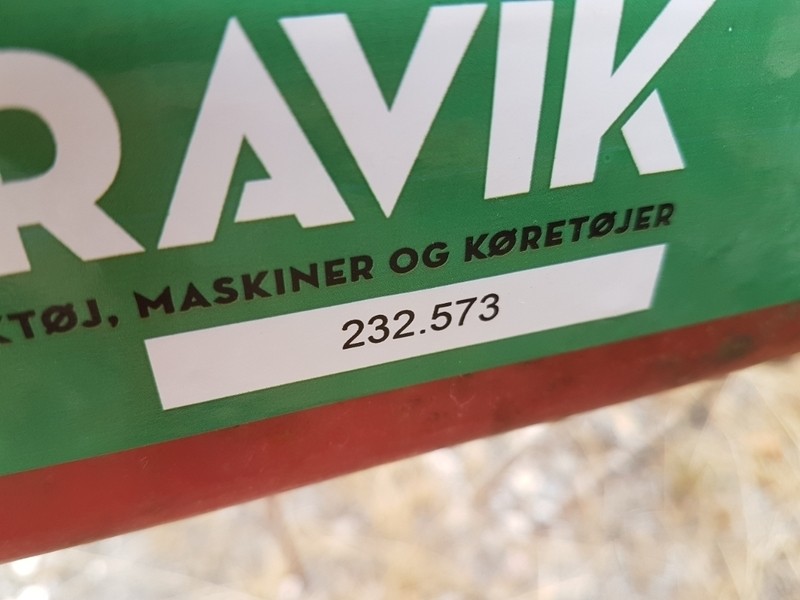 RAVIK
KTØJ, MASKINER OG KØRETØJER
232.573